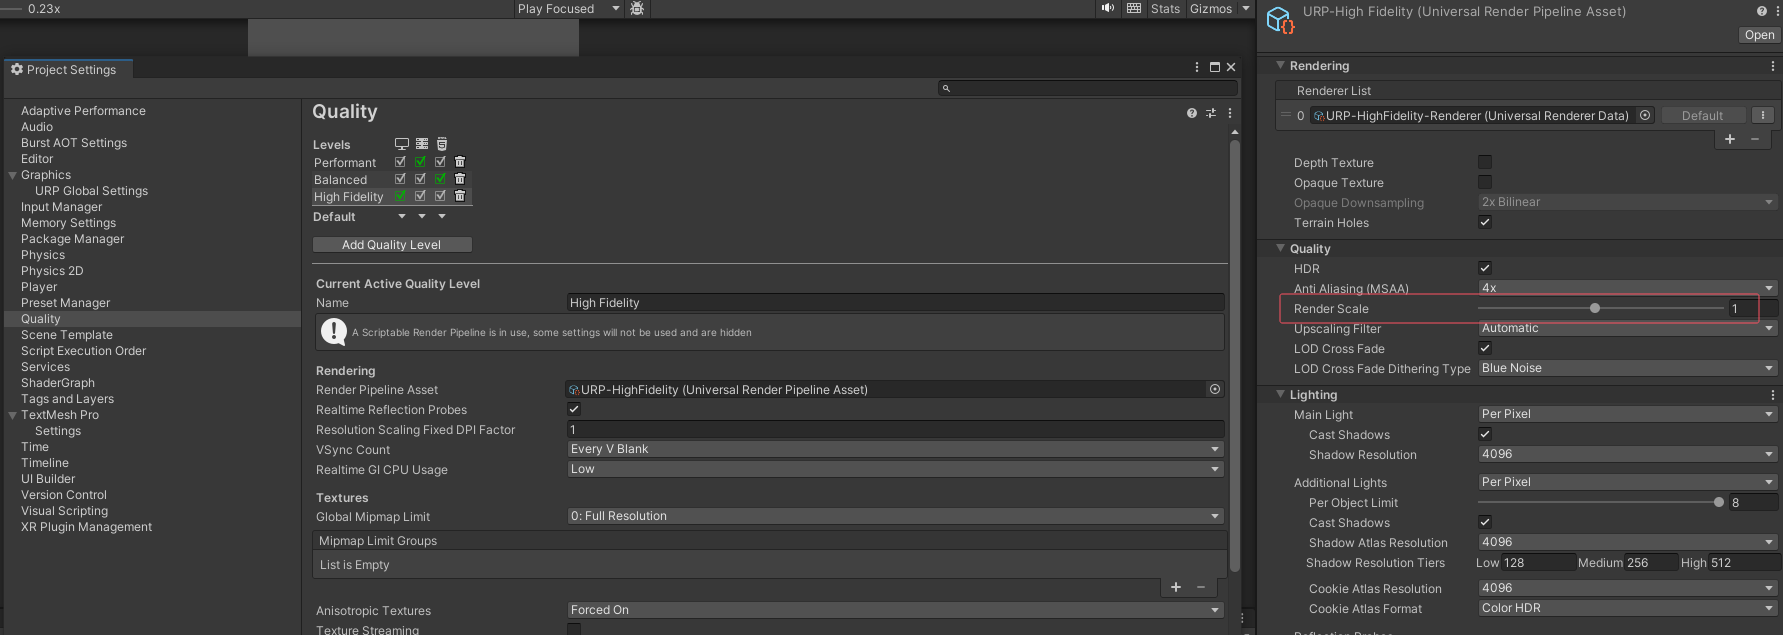 0.23x
Play Focused
Stats
Gizmos
Project Settings
Adaptive Performance
Audio
Burst AOT Settings
Editor
Graphics
URP Global Settings
Input Manager
Memory Settings
Package Manager
Physics
Physics 2D
Player
Preset Manager
Quality
Scene Template
Script Execution Order
Services
ShaderGraph
Tags and Layers
TextMesh Pro
Settings
Time
Timeline
UI Builder
Version Control
Visual Scripting
XR Plugin Management
Quality
Levels
Performant
Balanced
High Fidelity
Default
Add Quality Level
Current Active Quality Level
Name High Fidelity
A Scriptable Render Pipeline is in use, some settings will not be used and are hidden
Rendering
Render Pipeline Asset URP-HighFidelity (Universal Render Pipeline Asset)
Realtime Reflection Probes
Resolution Scaling Fixed DPI Factor 1
VSync Count Every V Blank
Realtime GI CPU Usage Low
Textures
Global Mipmap Limit 0: Full Resolution
Mipmap Limit Groups
List is Empty
Anisotropic Textures Forced On
Texture Streaming
URP-High Fidelity (Universal Render Pipeline Asset)
Open
Rendering
Renderer List
0 URP-HighFidelity-Renderer (Universal Renderer Data) Default
Depth Texture
Opaque Texture
Opaque Downsampling 2x Bilinear
Terrain Holes
Quality
HDR
Anti Aliasing (MSAA) 4x
Render Scale 1
Upscaling Filter Automatic
LOD Cross Fade
LOD Cross Fade Dithering Type Blue Noise
Lighting
Main Light Per Pixel
Cast Shadows
Shadow Resolution 4096
Additional Lights Per Pixel
Per Object Limit 8
Cast Shadows
Shadow Atlas Resolution 4096
Shadow Resolution Tiers Low 128 Medium 256 High 512
Cookie Atlas Resolution 4096
Cookie Atlas Format Color HDR
Reflection Probes